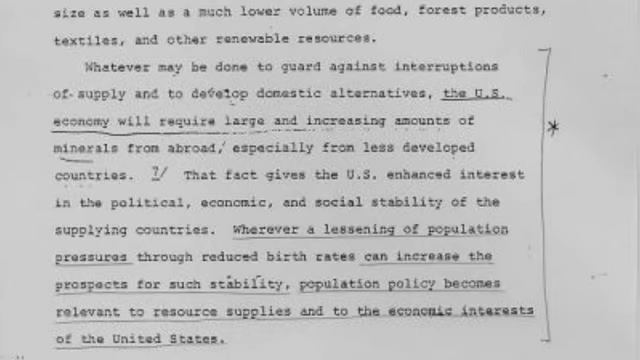 size as well as a much lower volume of food, forest products,
textiles, and other renewable resources.
Whatever may be done to guard against interruptions
of supply and to develop domestic alternatives, the U.S.
economy will require large and increasing amounts of
minerals from abroad, especially from less developed
countries. 7/ That fact gives the U.S. enhanced interest
in the political, economic, and social stability of the
supplying countries. Wherever a lessening of population
pressures through reduced birth rates can increase the
prospects for such stability, population policy becomes
relevant to resource supplies and to the economic interests
of the United States.
*